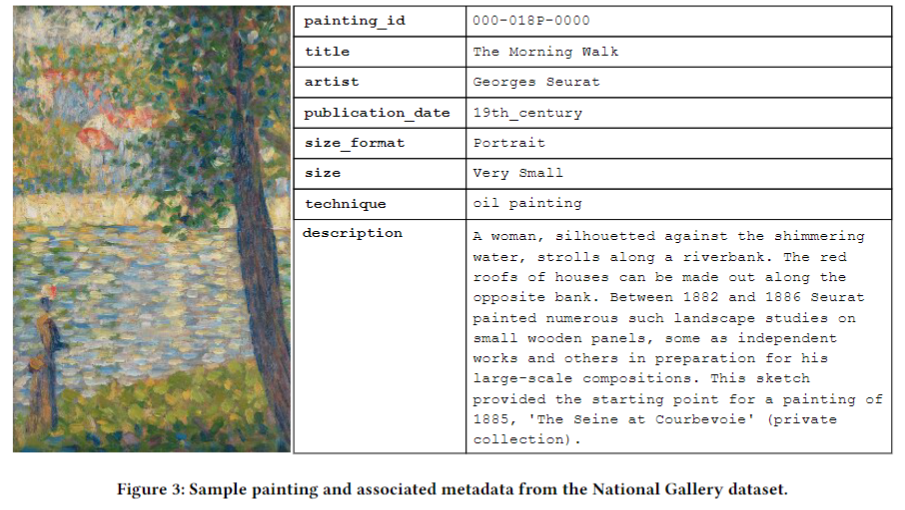 painting_id 000-018P-0000
title The Morning Walk
artist Georges Seurat
publication_date 19th_century
size_format Portrait
size Very Small
technique oil painting
description A woman, silhouetted against the shimmering
water, strolls along a riverbank. The red
roofs of houses can be made out along the
opposite bank. Between 1882 and 1886 Seurat
painted numerous such landscape studies on
small wooden panels, some as independent
works and others in preparation for his
large-scale compositions. This sketch
provided the starting point for a painting of
1885, 'The Seine at Courbevoie' (private
collection).
Figure 3: Sample painting and associated metadata from the National Gallery dataset.